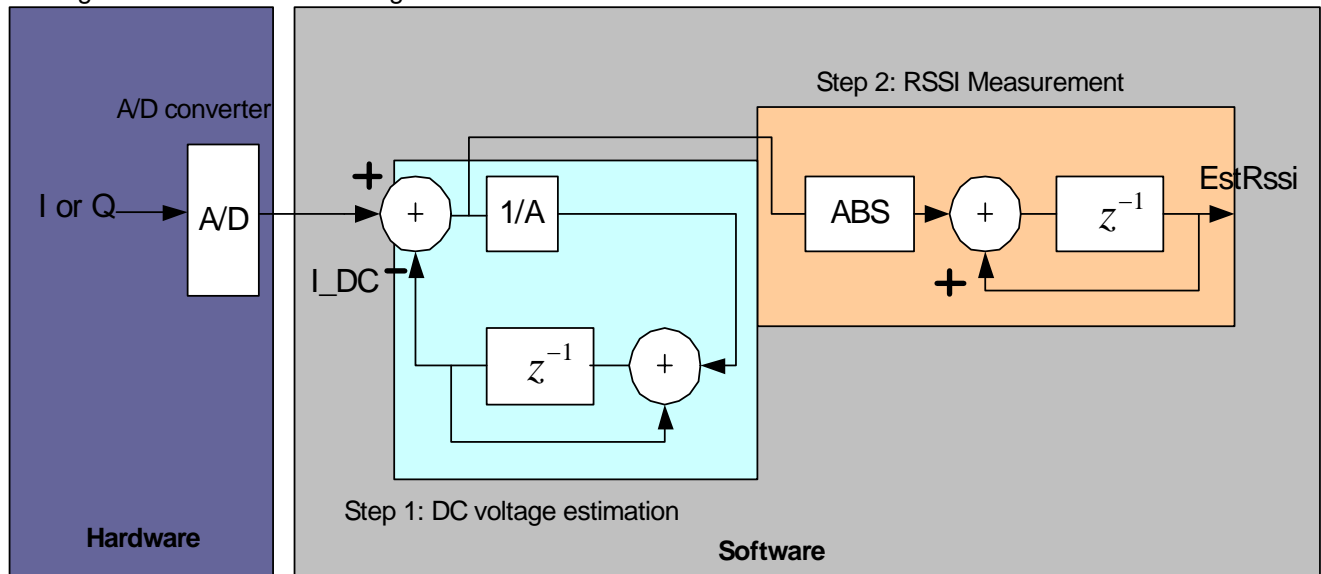 Step 2: RSSI Measurement
A/D converter
EstRssi
+
I or Q
A/D
+
1/A
ABS
+
z⁻¹
I_DC
−
+
z⁻¹
+
Step 1: DC voltage estimation
Hardware
Software